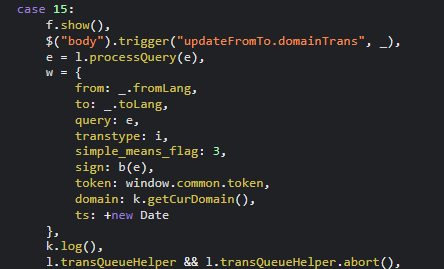 case 15:
f.show(),
$("body").trigger("updateFromTo.domainTrans", _),
e = l.processQuery(e),
w = {
from: _.fromLang,
to: _.toLang,
query: e,
transtype: i,
simple_means_flag: 3,
sign: b(e),
token: window.common.token,
domain: k.getCurDomain(),
ts: +new Date
},
k.log(),
l.transQueueHelper && l.transQueueHelper.abort(),